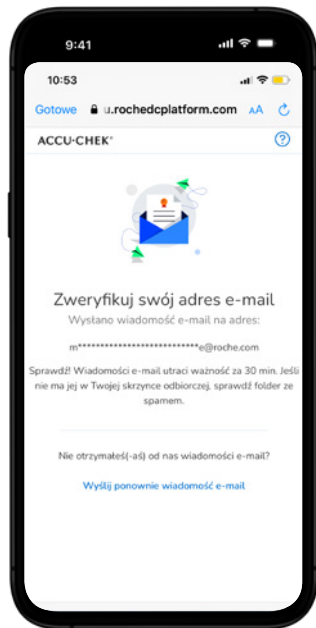 9:41
10:53
Gotowe u.rochedcplatform.com AA
ACCU-CHEK®
?
Zweryfikuj swój adres e-mail
Wysłano wiadomość e-mail na adres:
m***************************e@roche.com
Sprawdź! Wiadomości e-mail utraci ważność za 30 min. Jeśli
nie ma jej w Twojej skrzynce odbiorczej, sprawdź folder ze
spamem.
Nie otrzymałeś(-aś) od nas wiadomości e-mail?
Wyślij ponownie wiadomość e-mail